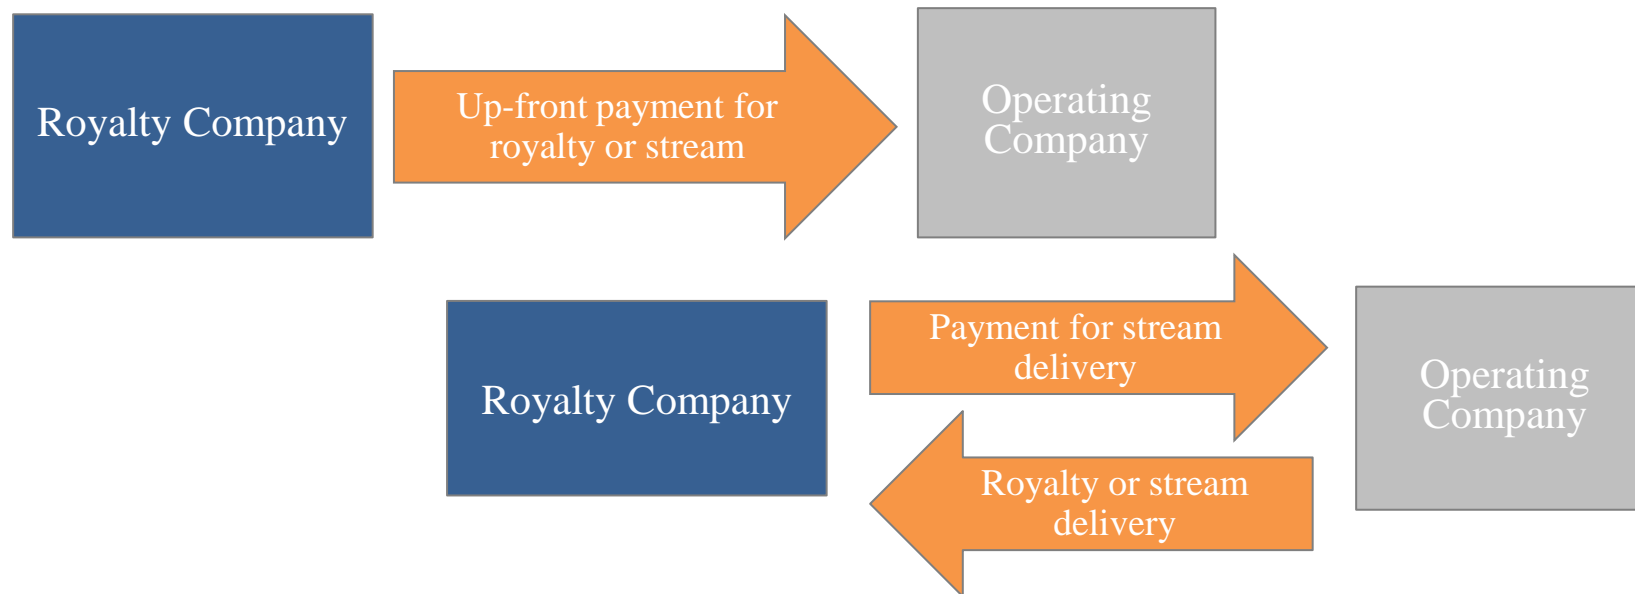 Royalty Company
Up-front payment for
royalty or stream
Operating
Company
Royalty Company
Payment for stream
delivery
Operating
Company
Royalty or stream
delivery